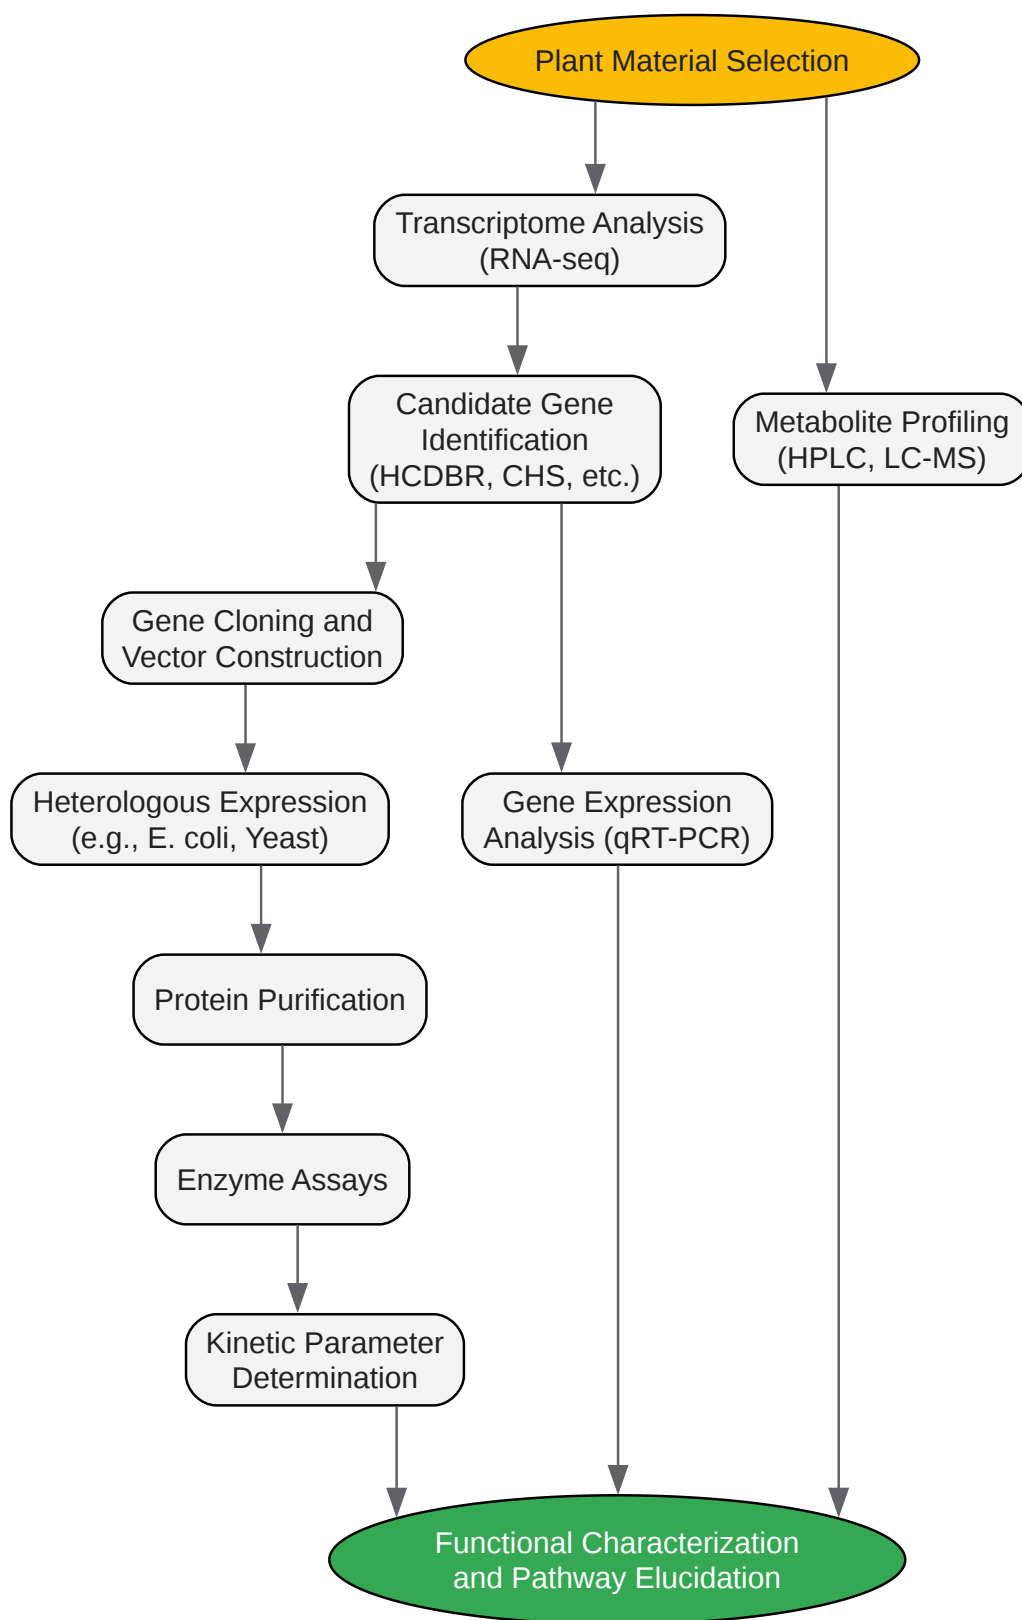 Plant Material Selection
Transcriptome Analysis
(RNA-seq)
Candidate Gene
Identification
(HCDBR, CHS, etc.)
Metabolite Profiling
(HPLC, LC-MS)
Gene Cloning and
Vector Construction
Heterologous Expression
(e.g., E. coli, Yeast)
Gene Expression
Analysis (qRT-PCR)
Protein Purification
Enzyme Assays
Kinetic Parameter
Determination
Functional Characterization
and Pathway Elucidation